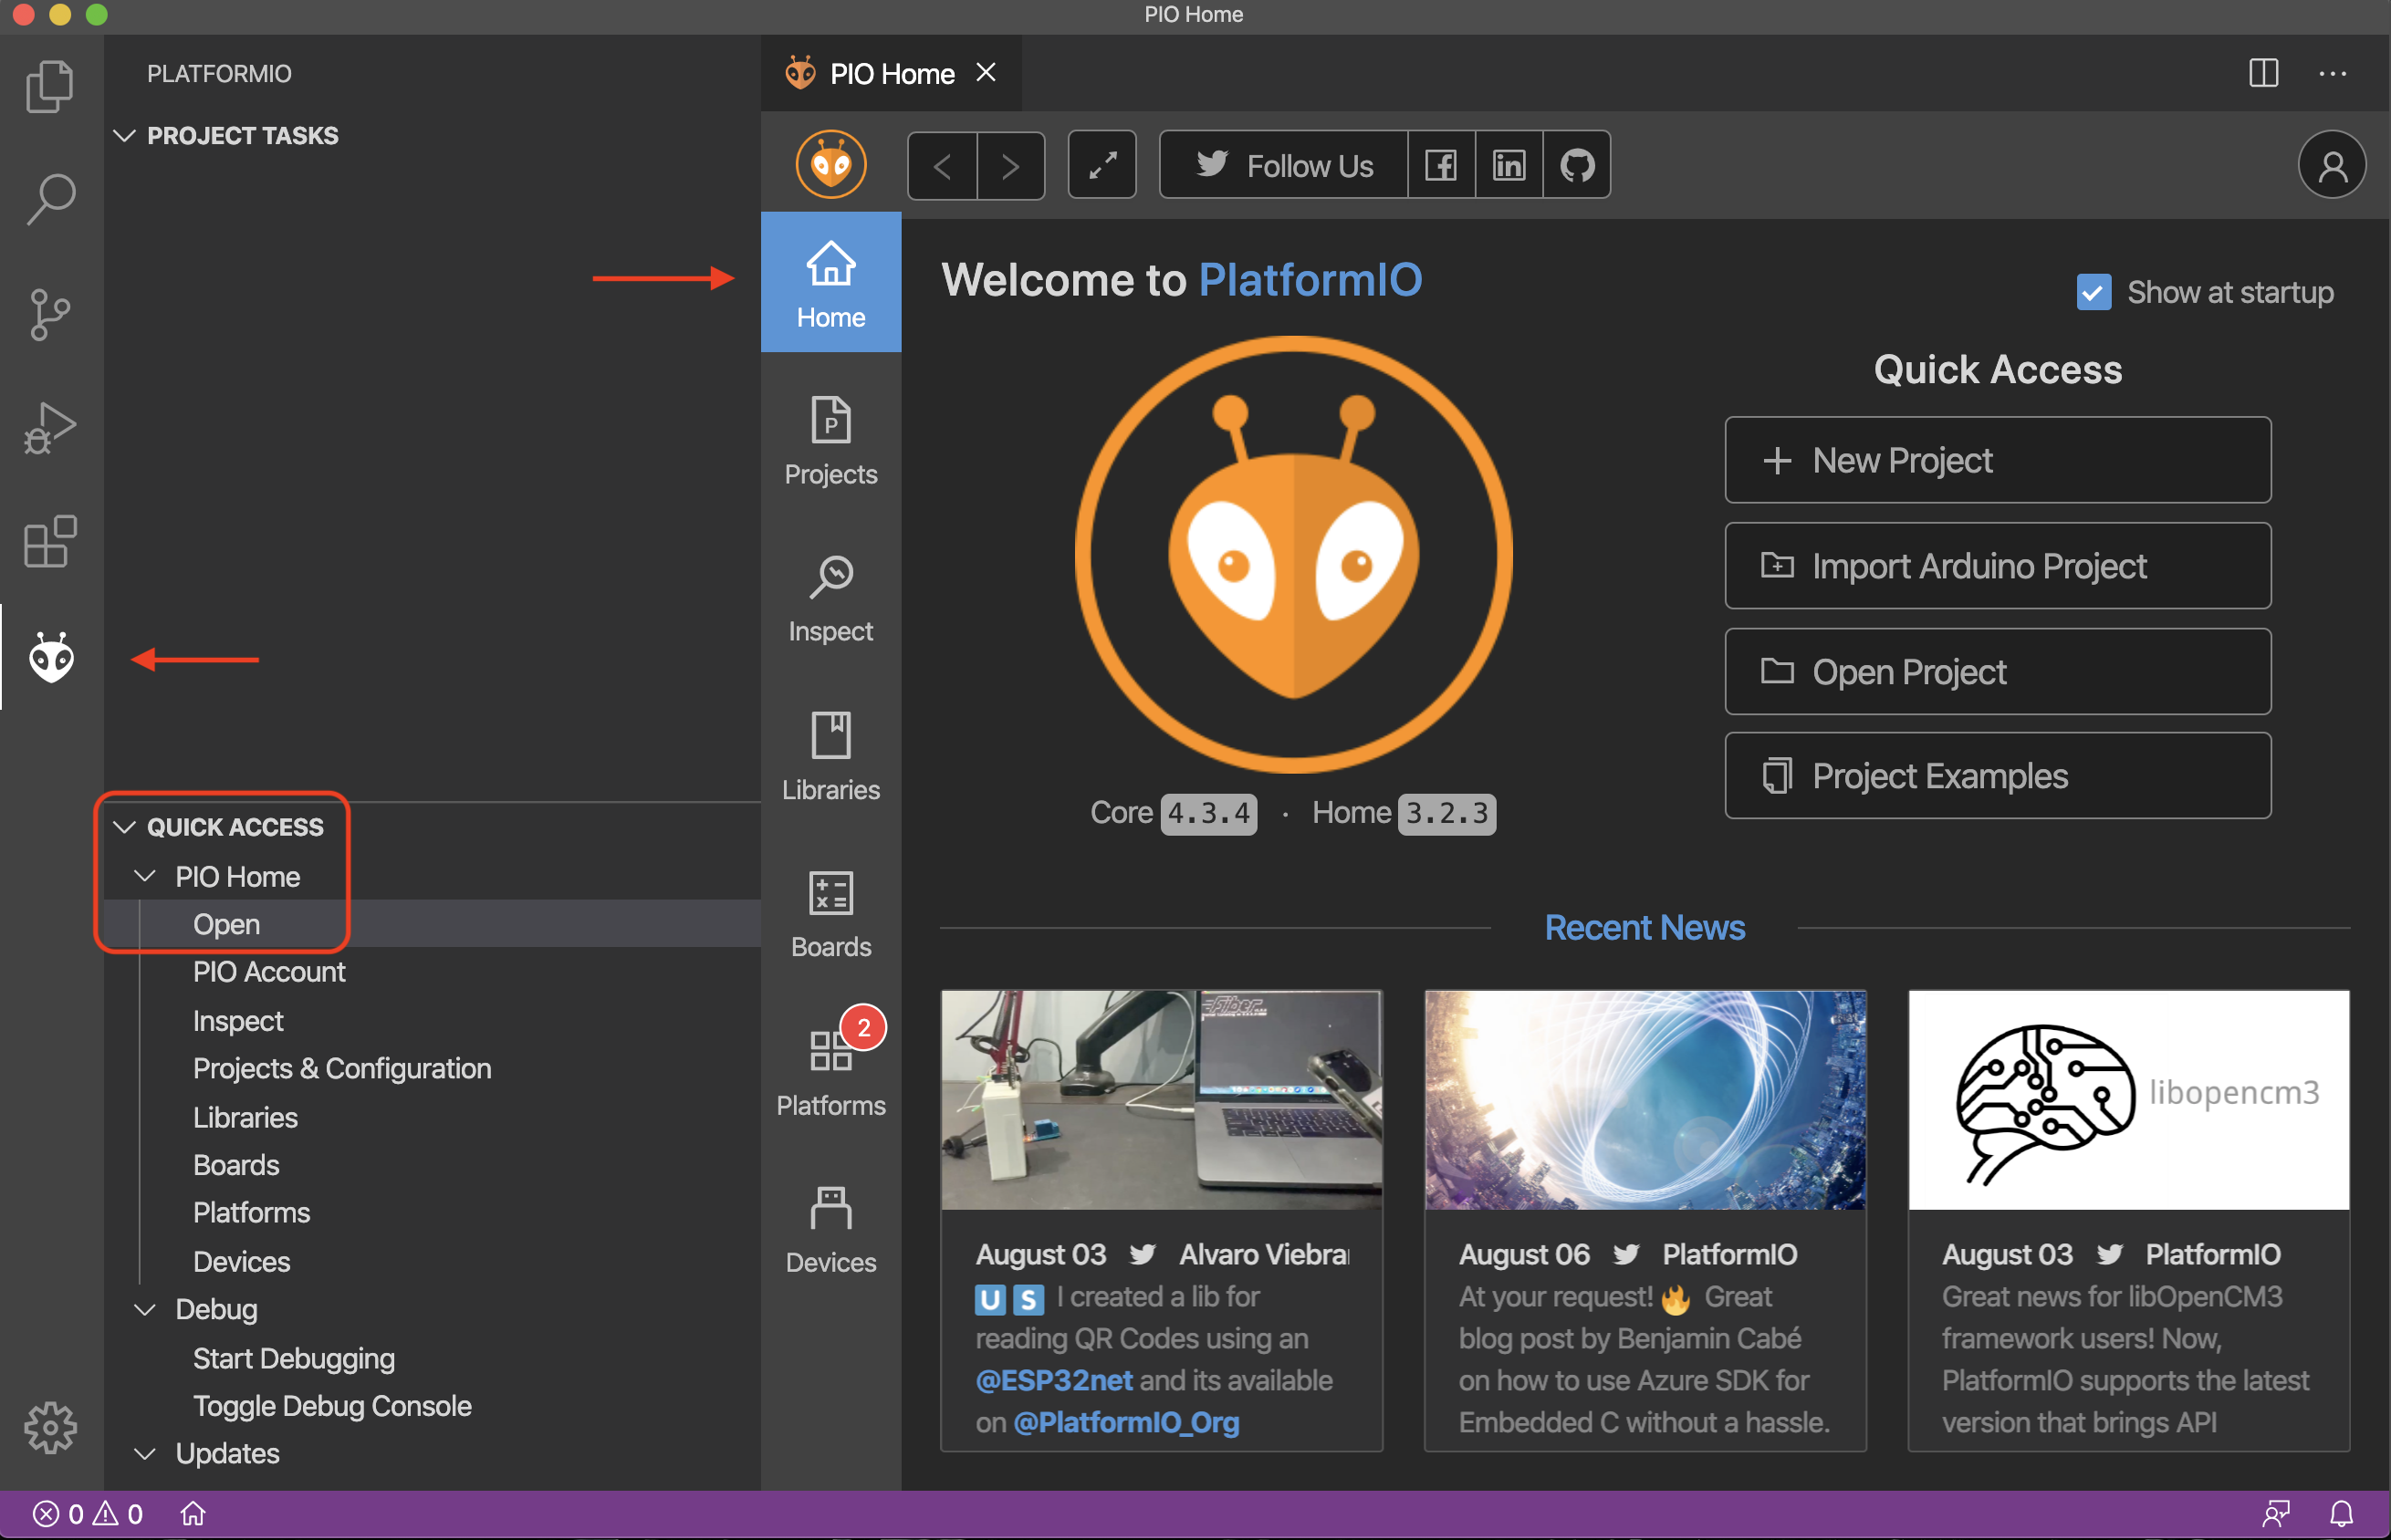 PIO Home
PLATFORMIO
PROJECT TASKS
QUICK ACCESS
PIO Home
Open
PIO Account
Inspect
Projects & Configuration
Libraries
Boards
Platforms
Devices
Debug
Start Debugging
Toggle Debug Console
Updates
PIO Home
Follow Us
Home
Projects
Inspect
Libraries
Boards
2
Platforms
Devices
Welcome to PlatformIO
Show at startup
Core 4.3.4 · Home 3.2.3
Quick Access
New Project
Import Arduino Project
Open Project
Project Examples
Recent News
Fiber...
August 03 Alvaro Viebra
🇺 🇸 I created a lib for
reading QR Codes using an
@ESP32net and its available
on @PlatformIO_Org
August 06 PlatformIO
At your request! 🔥 Great
blog post by Benjamin Cabé
on how to use Azure SDK for
Embedded C without a hassle.
libopencm3
August 03 PlatformIO
Great news for libOpenCM3
framework users! Now,
PlatformIO supports the latest
version that brings API
0 0